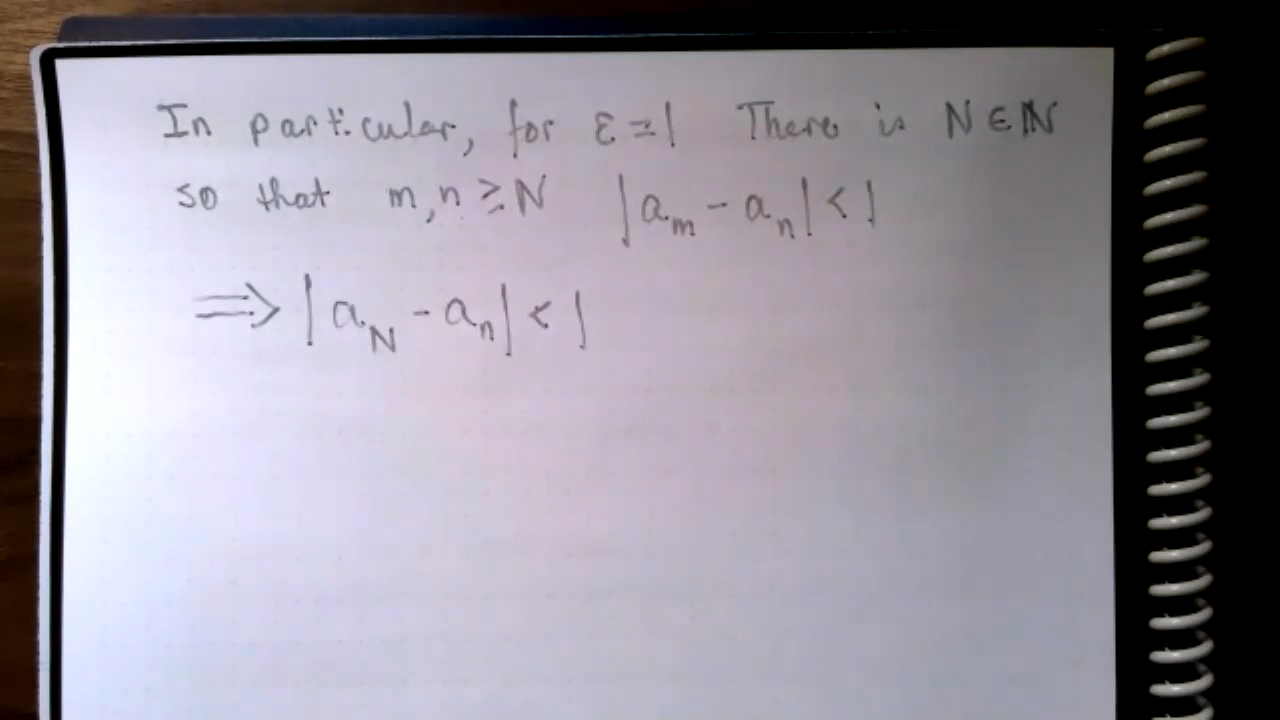 In particular, for ε=1 There is N∈ℕ
so that m,n ≥ N |a_m - a_n| < 1
⟹ |a_N - a_n| < 1